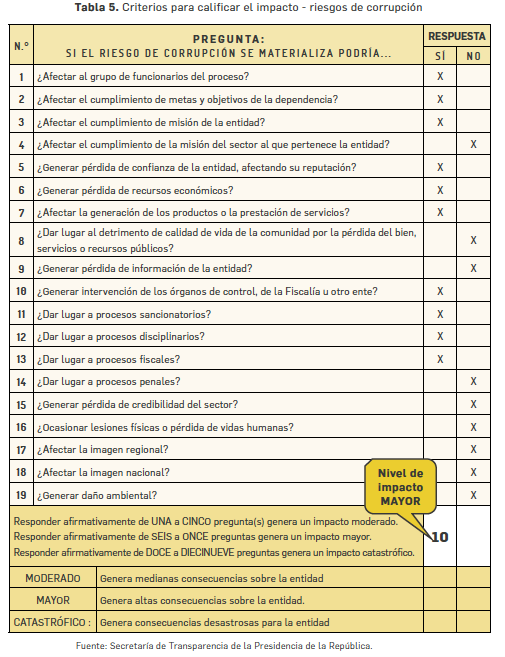 Tabla 5. Criterios para calificar el impacto - riesgos de corrupción
N.° PREGUNTA: RESPUESTA
SI EL RIESGO DE CORRUPCIÓN SE MATERIALIZA PODRÍA... SÍ NO
1 ¿Afectar al grupo de funcionarios del proceso? X
2 ¿Afectar el cumplimiento de metas y objetivos de la dependencia? X
3 ¿Afectar el cumplimiento de misión de la entidad? X
4 ¿Afectar el cumplimiento de la misión del sector al que pertenece la entidad? X
5 ¿Generar pérdida de confianza de la entidad, afectando su reputación? X
6 ¿Generar pérdida de recursos económicos? X
7 ¿Afectar la generación de los productos o la prestación de servicios? X
8 ¿Dar lugar al detrimento de calidad de vida de la comunidad por la pérdida del bien, X
servicios o recursos públicos?
9 ¿Generar pérdida de información de la entidad? X
10 ¿Generar intervención de los órganos de control, de la Fiscalía u otro ente? X
11 ¿Dar lugar a procesos sancionatorios? X
12 ¿Dar lugar a procesos disciplinarios? X
13 ¿Dar lugar a procesos fiscales? X
14 ¿Dar lugar a procesos penales? X
15 ¿Generar pérdida de credibilidad del sector? X
16 ¿Ocasionar lesiones físicas o pérdida de vidas humanas? X
17 ¿Afectar la imagen regional? X
18 ¿Afectar la imagen nacional? X
19 ¿Generar daño ambiental? X
Nivel de
impacto
MAYOR
Responder afirmativamente de UNA a CINCO pregunta(s) genera un impacto moderado.
Responder afirmativamente de SEIS a ONCE preguntas genera un impacto mayor. 10
Responder afirmativamente de DOCE a DIECINUEVE preguntas genera un impacto catastrófico.
MODERADO Genera medianas consecuencias sobre la entidad
MAYOR Genera altas consecuencias sobre la entidad.
CATASTRÓFICO : Genera consecuencias desastrosas para la entidad
Fuente: Secretaría de Transparencia de la Presidencia de la República.